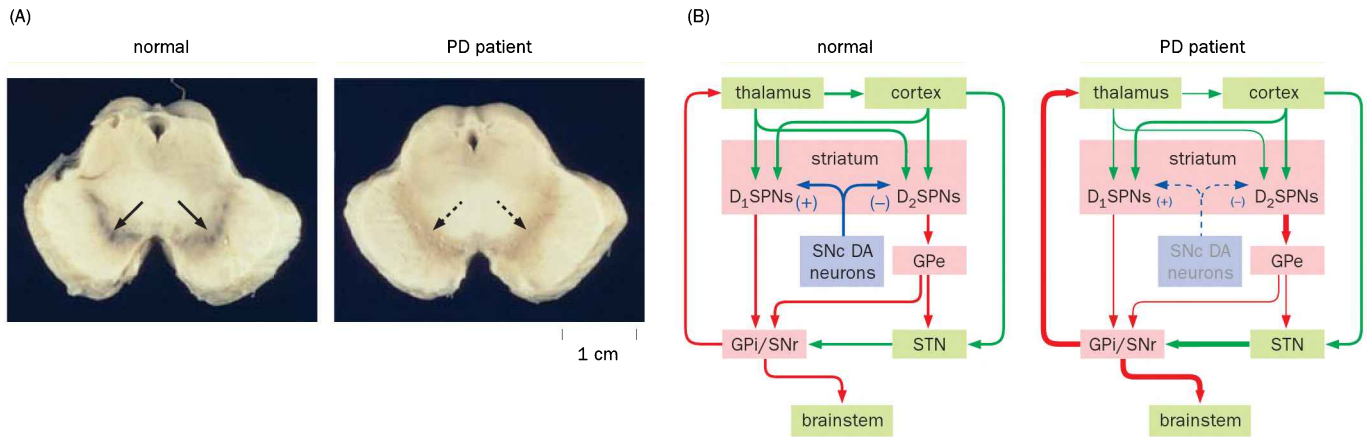 (A)
normal
PD patient
1 cm
(B)
normal
thalamus
cortex
striatum
D₁SPNs
(+)
(–)
D₂SPNs
SNc DA
neurons
GPe
GPi/SNr
STN
brainstem
PD patient
thalamus
cortex
striatum
D₁SPNs
(+)
(–)
D₂SPNs
SNc DA
neurons
GPe
GPi/SNr
STN
brainstem